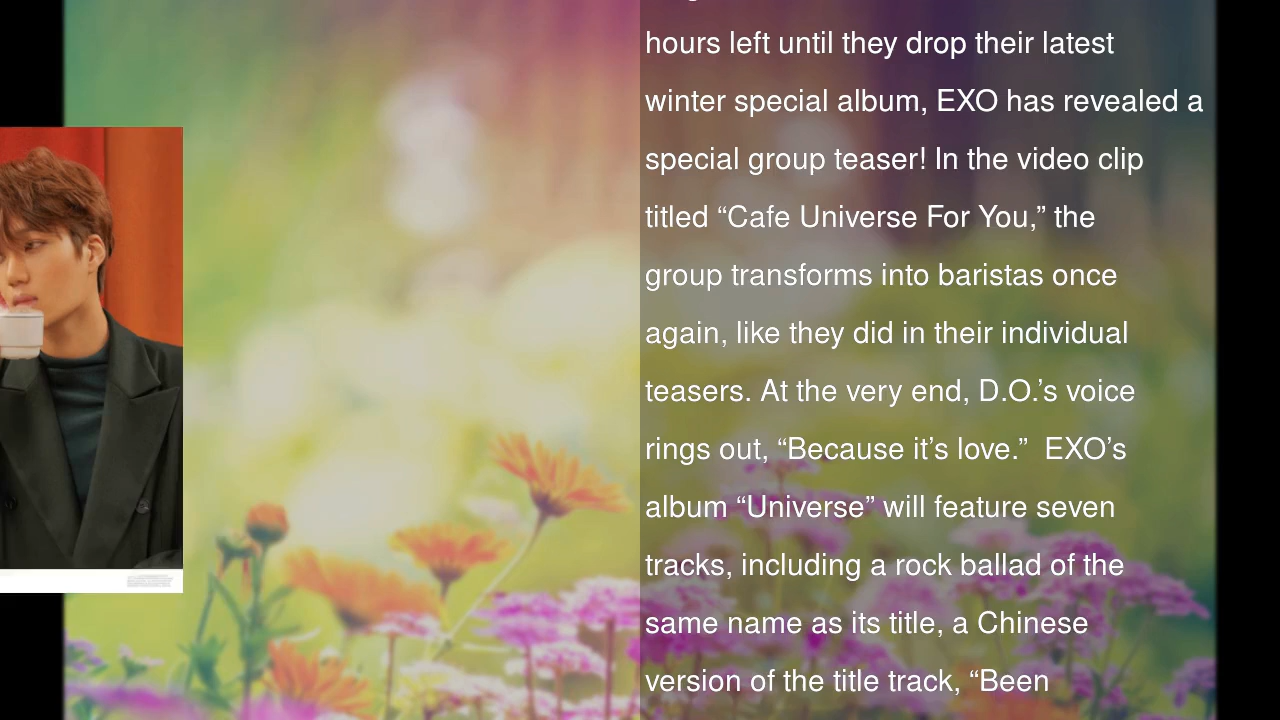 hours left until they drop their latest
winter special album, EXO has revealed a
special group teaser! In the video clip
titled “Cafe Universe For You,” the
group transforms into baristas once
again, like they did in their individual
teasers. At the very end, D.O.’s voice
rings out, “Because it’s love.”  EXO’s
album “Universe” will feature seven
tracks, including a rock ballad of the
same name as its title, a Chinese
version of the title track, “Been